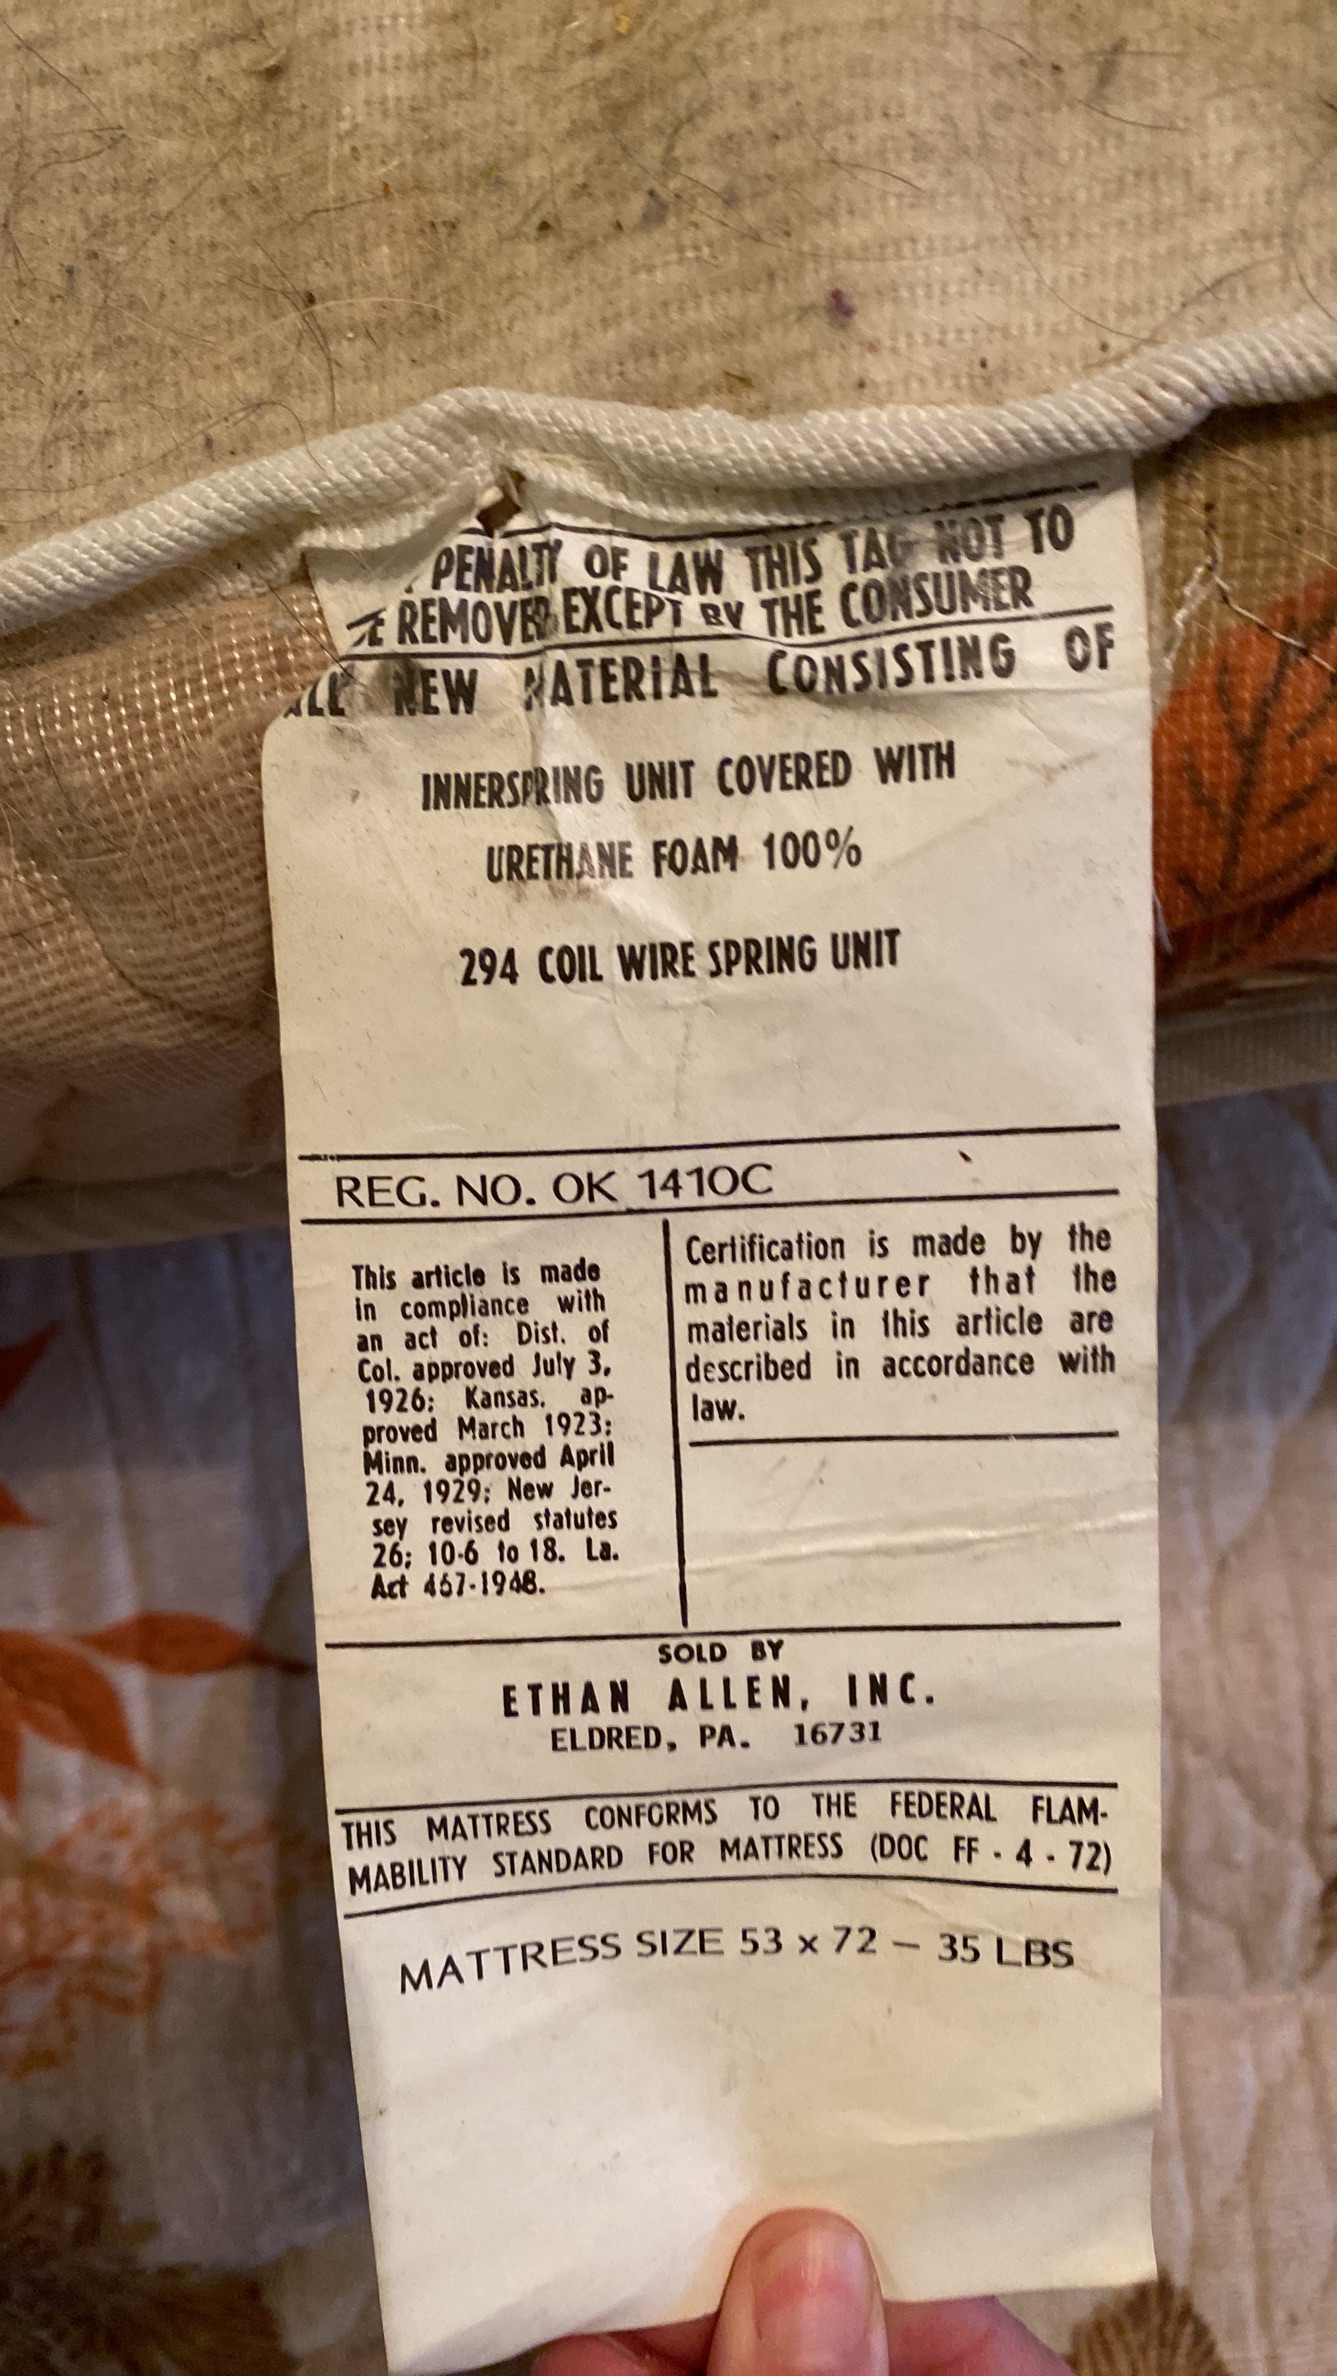 PENALTY OF LAW THIS TAG NOT TO
REMOVED EXCEPT BY THE CONSUMER
ALL NEW MATERIAL CONSISTING OF
INNERSPRING UNIT COVERED WITH
URETHANE FOAM 100%
294 COIL WIRE SPRING UNIT
REG. NO. OK 1410C
This article is made
in compliance with
an act of: Dist. of
Col. approved July 3,
1926; Kansas, ap-
proved March 1923;
Minn. approved April
24, 1929; New Jer-
sey revised statutes
26; 10-6 to 18. La.
Act 467-1948.
Certification is made by the
manufacturer that the
materials in this article are
described in accordance with
law.
SOLD BY
ETHAN ALLEN, INC.
ELDRED, PA. 16731
THIS MATTRESS CONFORMS TO THE FEDERAL FLAM-
MABILITY STANDARD FOR MATTRESS (DOC FF - 4 - 72)
MATTRESS SIZE 53 x 72 – 35 LBS